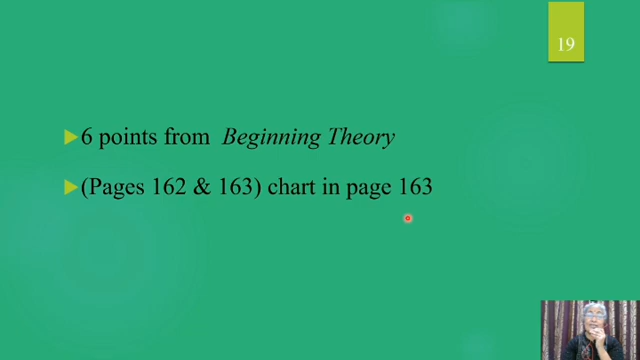 19
6 points from Beginning Theory
(Pages 162 & 163) chart in page 163